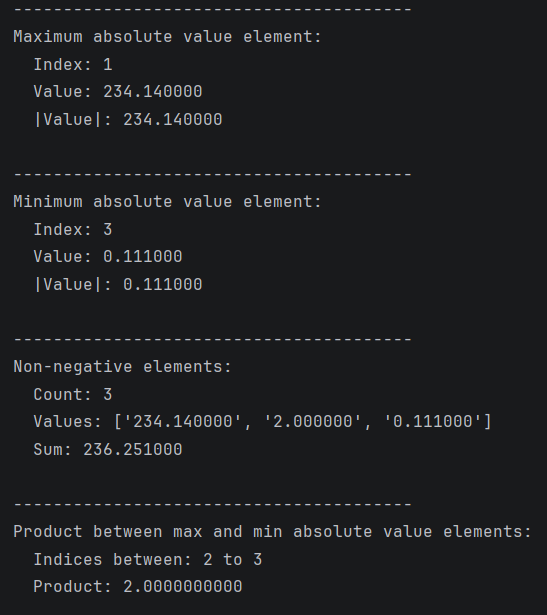 ----------------------------------------
Maximum absolute value element:
  Index: 1
  Value: 234.140000
  |Value|: 234.140000

----------------------------------------
Minimum absolute value element:
  Index: 3
  Value: 0.111000
  |Value|: 0.111000

----------------------------------------
Non-negative elements:
  Count: 3
  Values: ['234.140000', '2.000000', '0.111000']
  Sum: 236.251000

----------------------------------------
Product between max and min absolute value elements:
  Indices between: 2 to 3
  Product: 2.0000000000